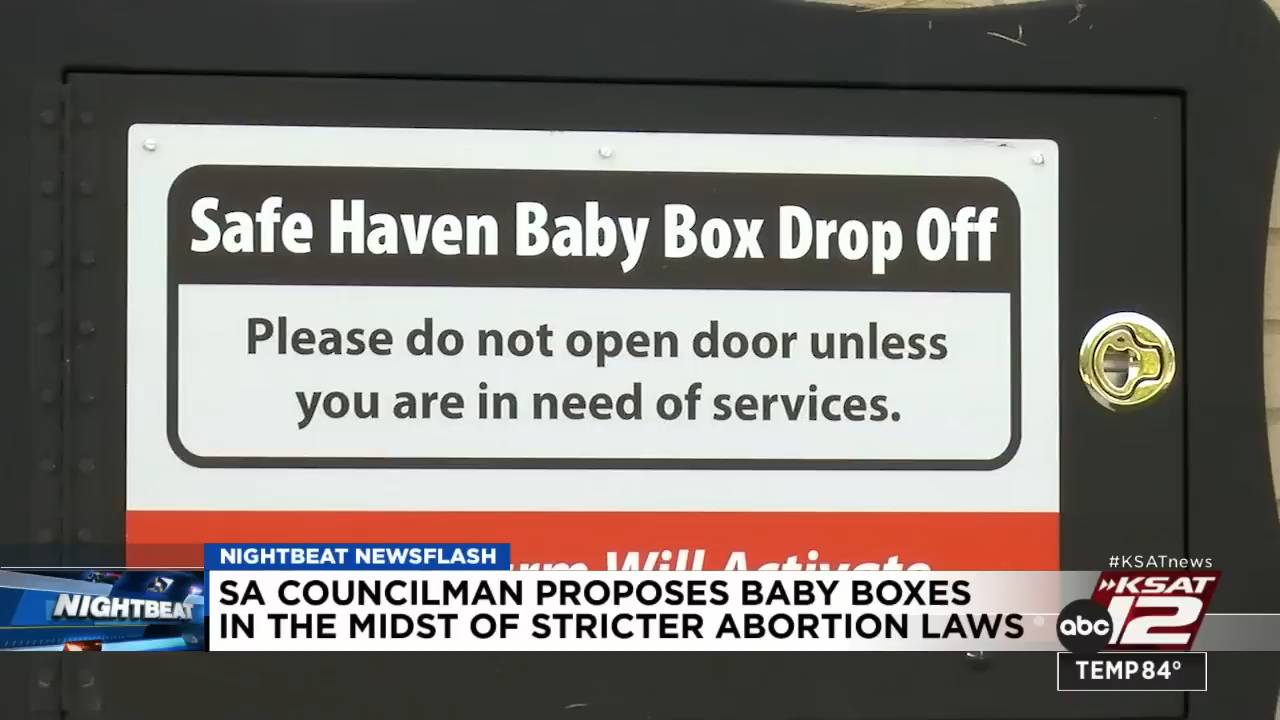 Safe Haven Baby Box Drop Off
Please do not open door unless
you are in need of services.
Will Activate
NIGHTBEAT NEWSFLASH
#KSATnews
NIGHTBEAT
SA COUNCILMAN PROPOSES BABY BOXES
IN THE MIDST OF STRICTER ABORTION LAWS
KSAT
abc 12
TEMP 84°